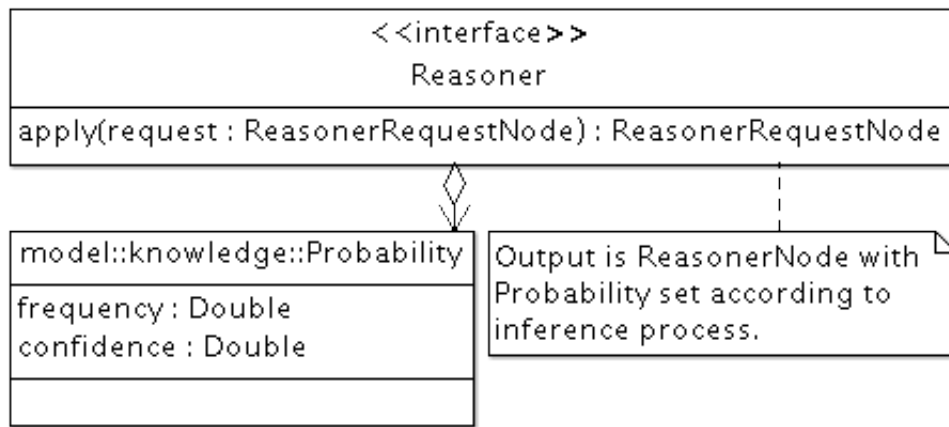 <<interface>>
Reasoner
apply(request : ReasonerRequestNode) : ReasonerRequestNode
model::knowledge::Probability
frequency : Double
confidence : Double
Output is ReasonerNode with
Probability set according to
inference process.